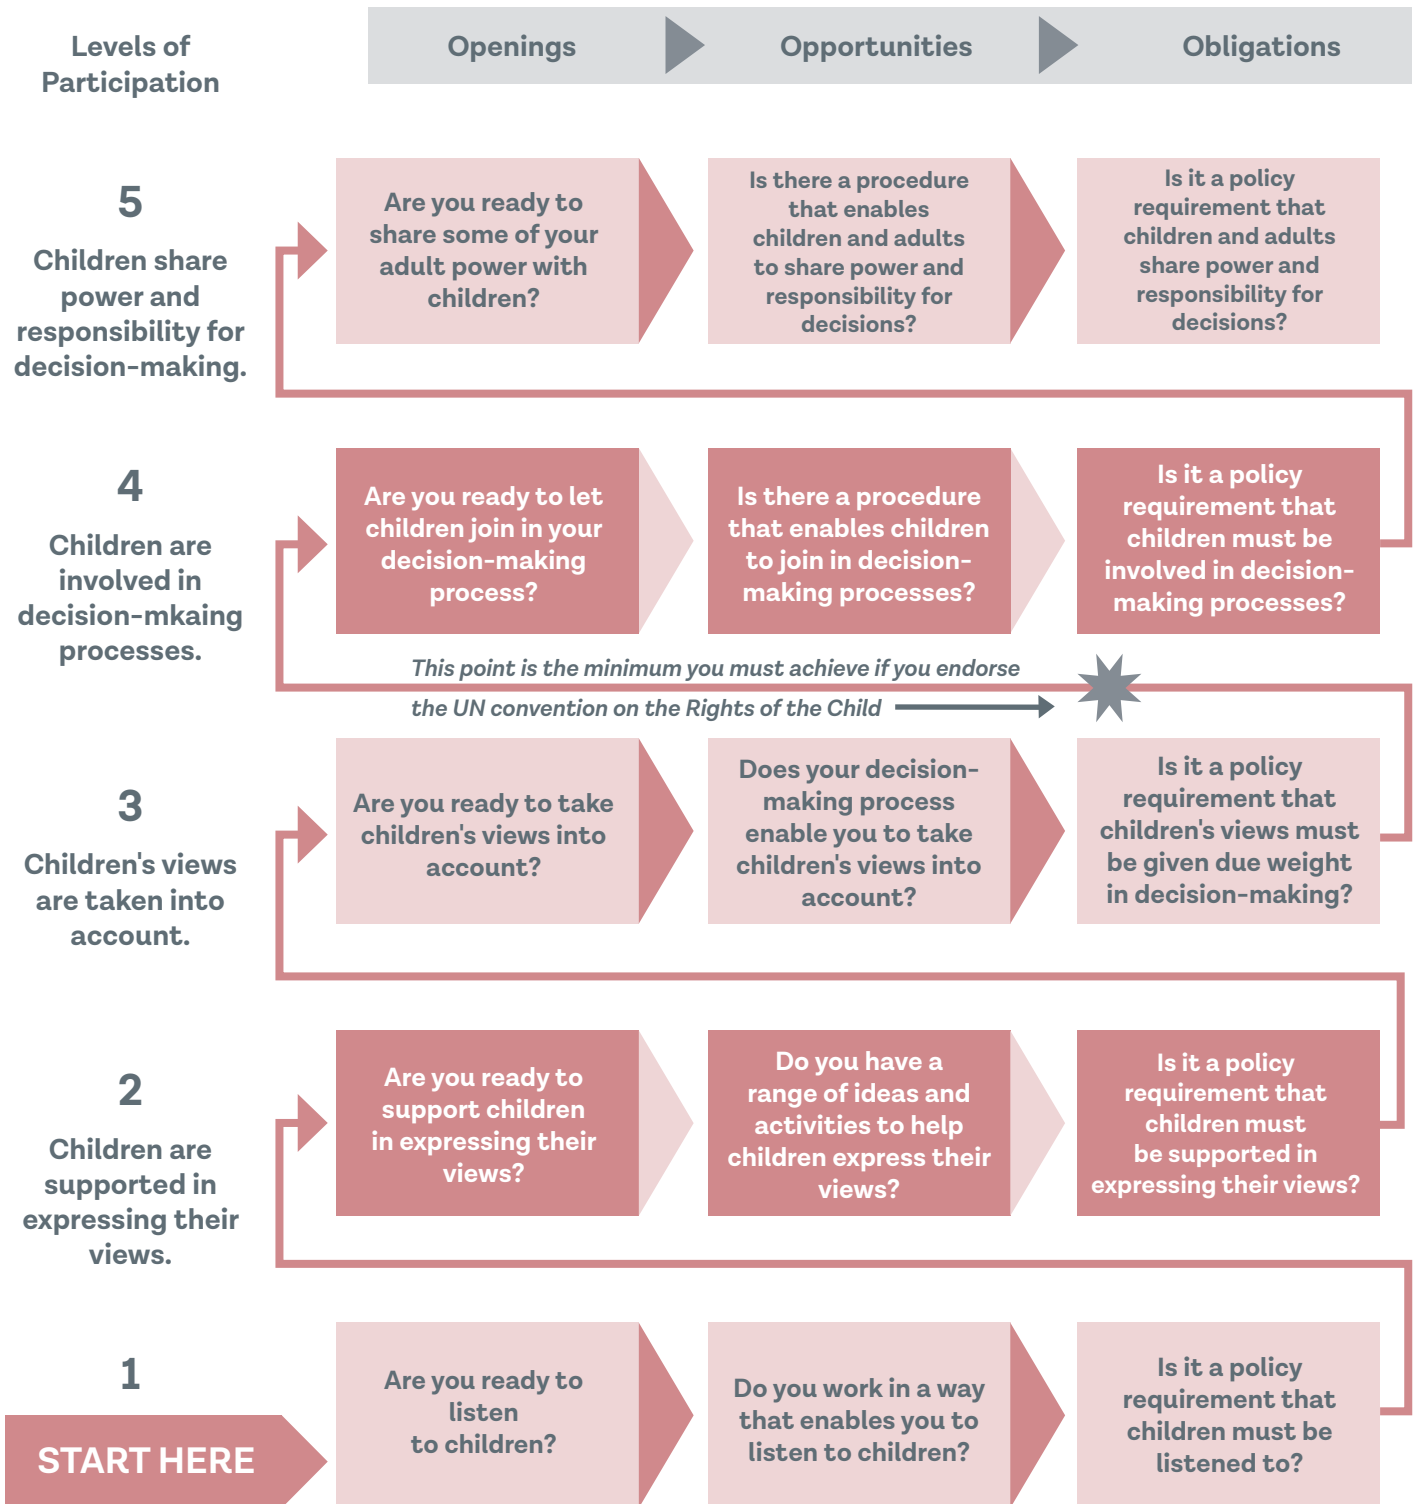 Levels of
Participation
Openings
Opportunities
Obligations
5
Children share
power and
responsibility for
decision-making.
Are you ready to
share some of your
adult power with
children?
Is there a procedure
that enables
children and adults
to share power and
responsibility for
decisions?
Is it a policy
requirement that
children and adults
share power and
responsibility for
decisions?
4
Children are
involved in
decision-mkaing
processes.
Are you ready to let
children join in your
decision-making
process?
Is there a procedure
that enables children
to join in decision-
making processes?
Is it a policy
requirement that
children must be
involved in decision-
making processes?
This point is the minimum you must achieve if you endorse
the UN convention on the Rights of the Child
3
Children's views
are taken into
account.
Are you ready to take
children's views into
account?
Does your decision-
making process
enable you to take
children's views into
account?
Is it a policy
requirement that
children's views must
be given due weight
in decision-making?
2
Children are
supported in
expressing their
views.
Are you ready to
support children
in expressing their
views?
Do you have a
range of ideas and
activities to help
children express their
views?
Is it a policy
requirement that
children must
be supported in
expressing their views?
1
START HERE
Are you ready to
listen
to children?
Do you work in a way
that enables you to
listen to children?
Is it a policy
requirement that
children must be
listened to?